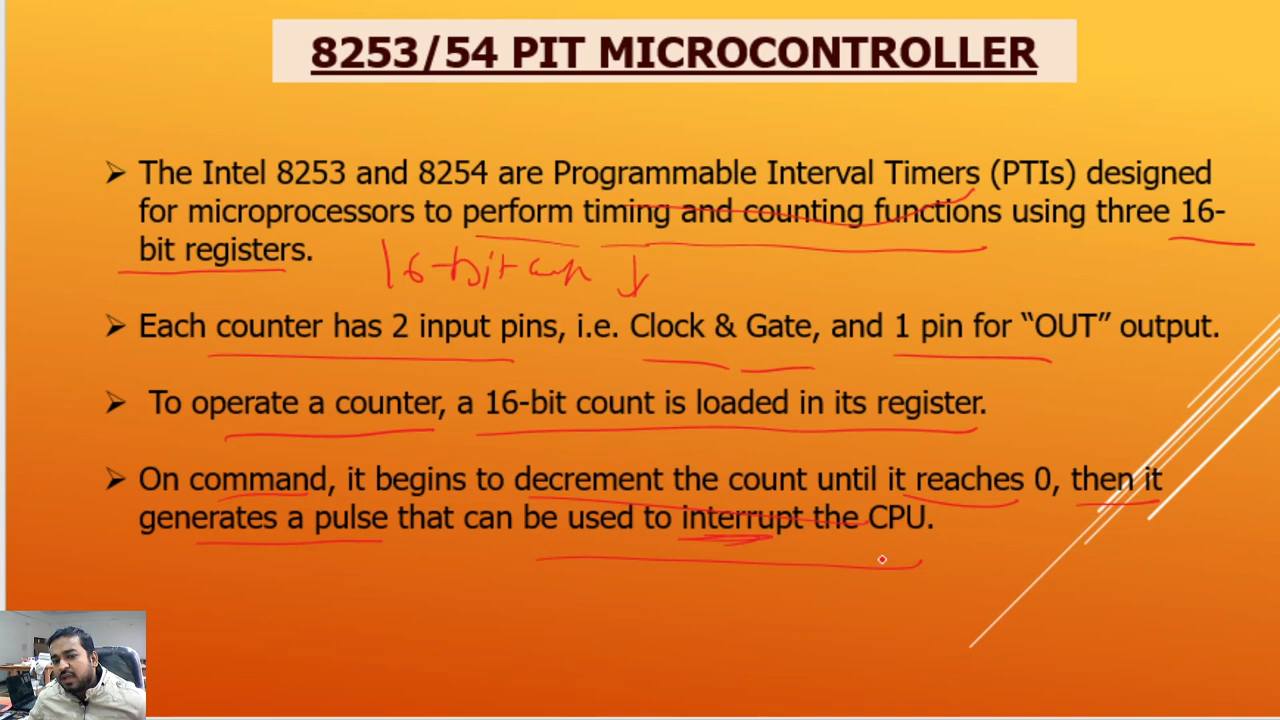 8253/54 PIT MICROCONTROLLER
➢ The Intel 8253 and 8254 are Programmable Interval Timers (PTIs) designed
for microprocessors to perform timing and counting functions using three 16-
bit registers.
16-bit
➢ Each counter has 2 input pins, i.e. Clock & Gate, and 1 pin for “OUT” output.
➢ To operate a counter, a 16-bit count is loaded in its register.
➢ On command, it begins to decrement the count until it reaches 0, then it
generates a pulse that can be used to interrupt the CPU.